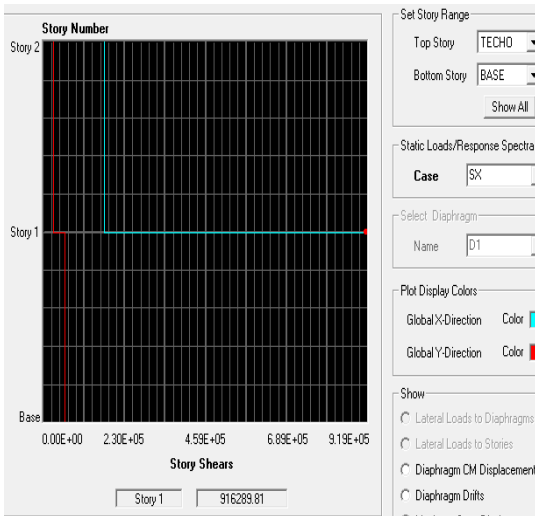 Story Number
Story 2
Story 1
Base
0.00E+00 2.30E+05 4.59E+05 6.89E+05 9.19E+05
Story Shears
Story 1 916289.81
Set Story Range
Top Story TECHO
Bottom Story BASE
Show All
Static Loads/Response Spectra
Case SX
Select Diaphragm
Name D1
Plot Display Colors
Global X-Direction Color
Global Y-Direction Color
Show
Lateral Loads to Diaphragms
Lateral Loads to Stories
Diaphragm CM Displacement
Diaphragm Drifts